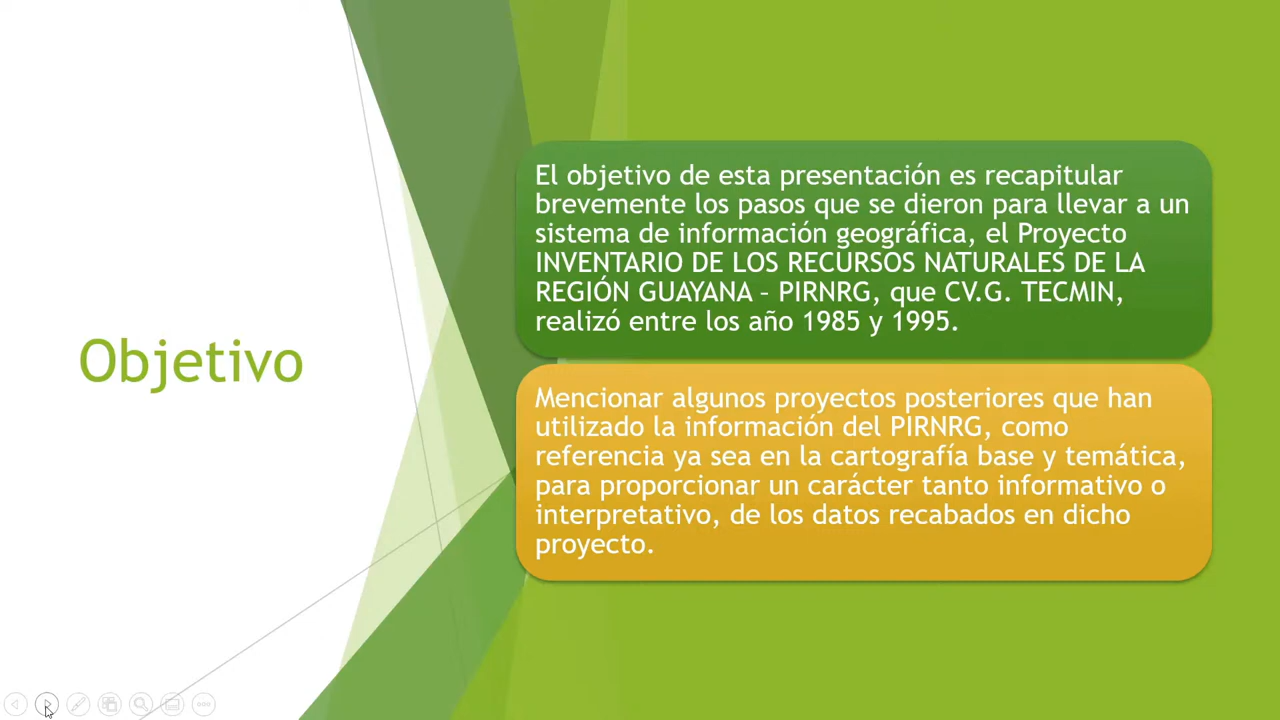 Objetivo
El objetivo de esta presentación es recapitular
brevemente los pasos que se dieron para llevar a un
sistema de información geográfica, el Proyecto
INVENTARIO DE LOS RECURSOS NATURALES DE LA
REGIÓN GUAYANA – PIRNRG, que CV.G. TECMIN,
realizó entre los año 1985 y 1995.
Mencionar algunos proyectos posteriores que han
utilizado la información del PIRNRG, como
referencia ya sea en la cartografía base y temática,
para proporcionar un carácter tanto informativo o
interpretativo, de los datos recabados en dicho
proyecto.